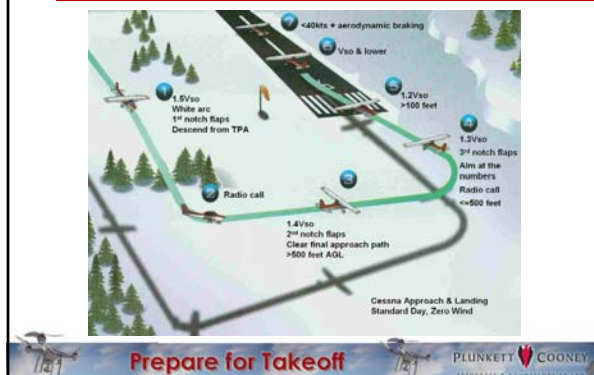 7 <40kts + aerodynamic braking
6 Vso & lower
1
1.5Vso
White arc
1st notch flaps
Descend from TPA
5
1.2Vso
>100 feet
4
1.3Vso
3rd notch flaps
Aim at the
numbers
Radio call
<=500 feet
2 Radio call
3
1.4Vso
2nd notch flaps
Clear final approach path
>500 feet AGL
Cessna Approach & Landing
Standard Day, Zero Wind
Prepare for Takeoff
PLUNKETT COONEY